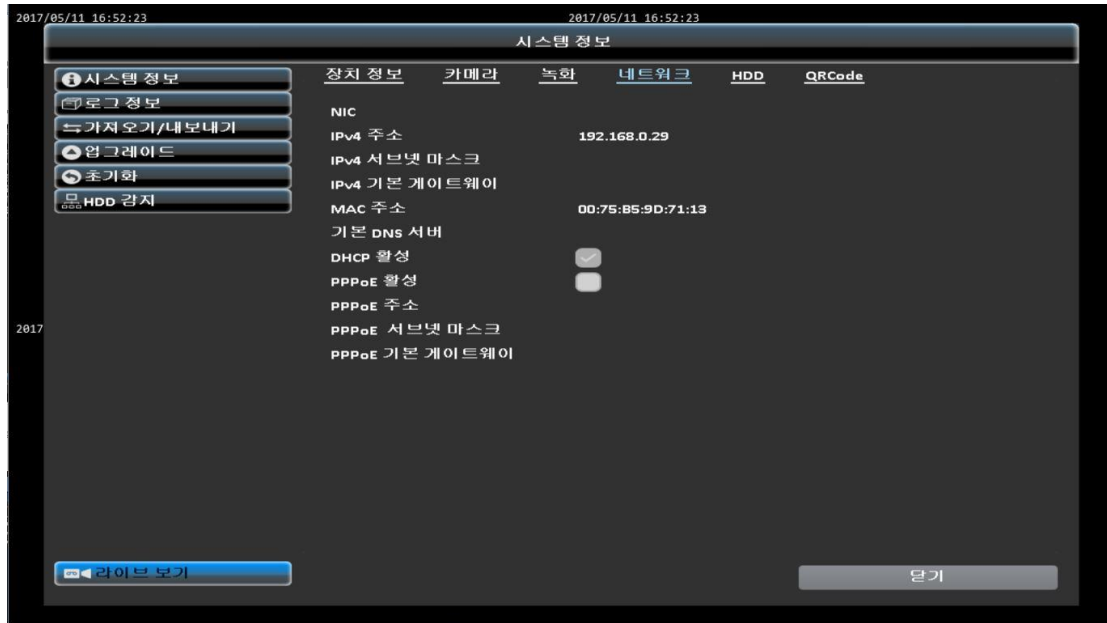 2017/05/11 16:52:23 2017/05/11 16:52:23
시스템 정보
시스템 정보
로그 정보
가져오기/내보내기
업그레이드
초기화
HDD 감지
장치 정보 카메라 녹화 네트워크 HDD QRCode
NIC
IPv4 주소 192.168.0.29
IPv4 서브넷 마스크
IPv4 기본 게이트웨이
MAC 주소 00:75:B5:9D:71:13
기본 DNS 서버
DHCP 활성
PPPoE 활성
PPPoE 주소
2017
PPPoE 서브넷 마스크
PPPoE 기본 게이트웨이
라이브 보기
닫기